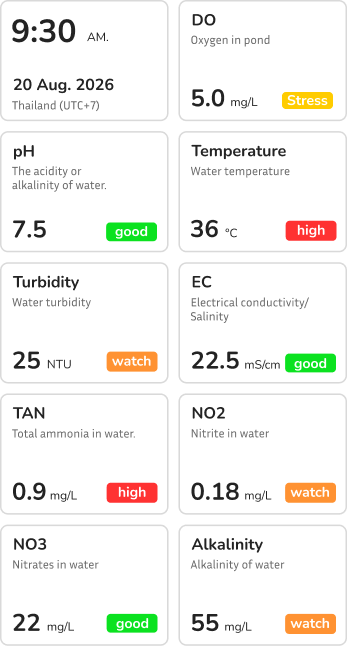 9:30 AM.
20 Aug. 2026
Thailand (UTC+7)
DO
Oxygen in pond
5.0 mg/L Stress
pH
The acidity or
alkalinity of water.
7.5 good
Temperature
Water temperature
36 °C high
Turbidity
Water turbidity
25 NTU watch
EC
Electrical conductivity/
Salinity
22.5 mS/cm good
TAN
Total ammonia in water.
0.9 mg/L high
NO2
Nitrite in water
0.18 mg/L watch
NO3
Nitrates in water
22 mg/L good
Alkalinity
Alkalinity of water
55 mg/L watch